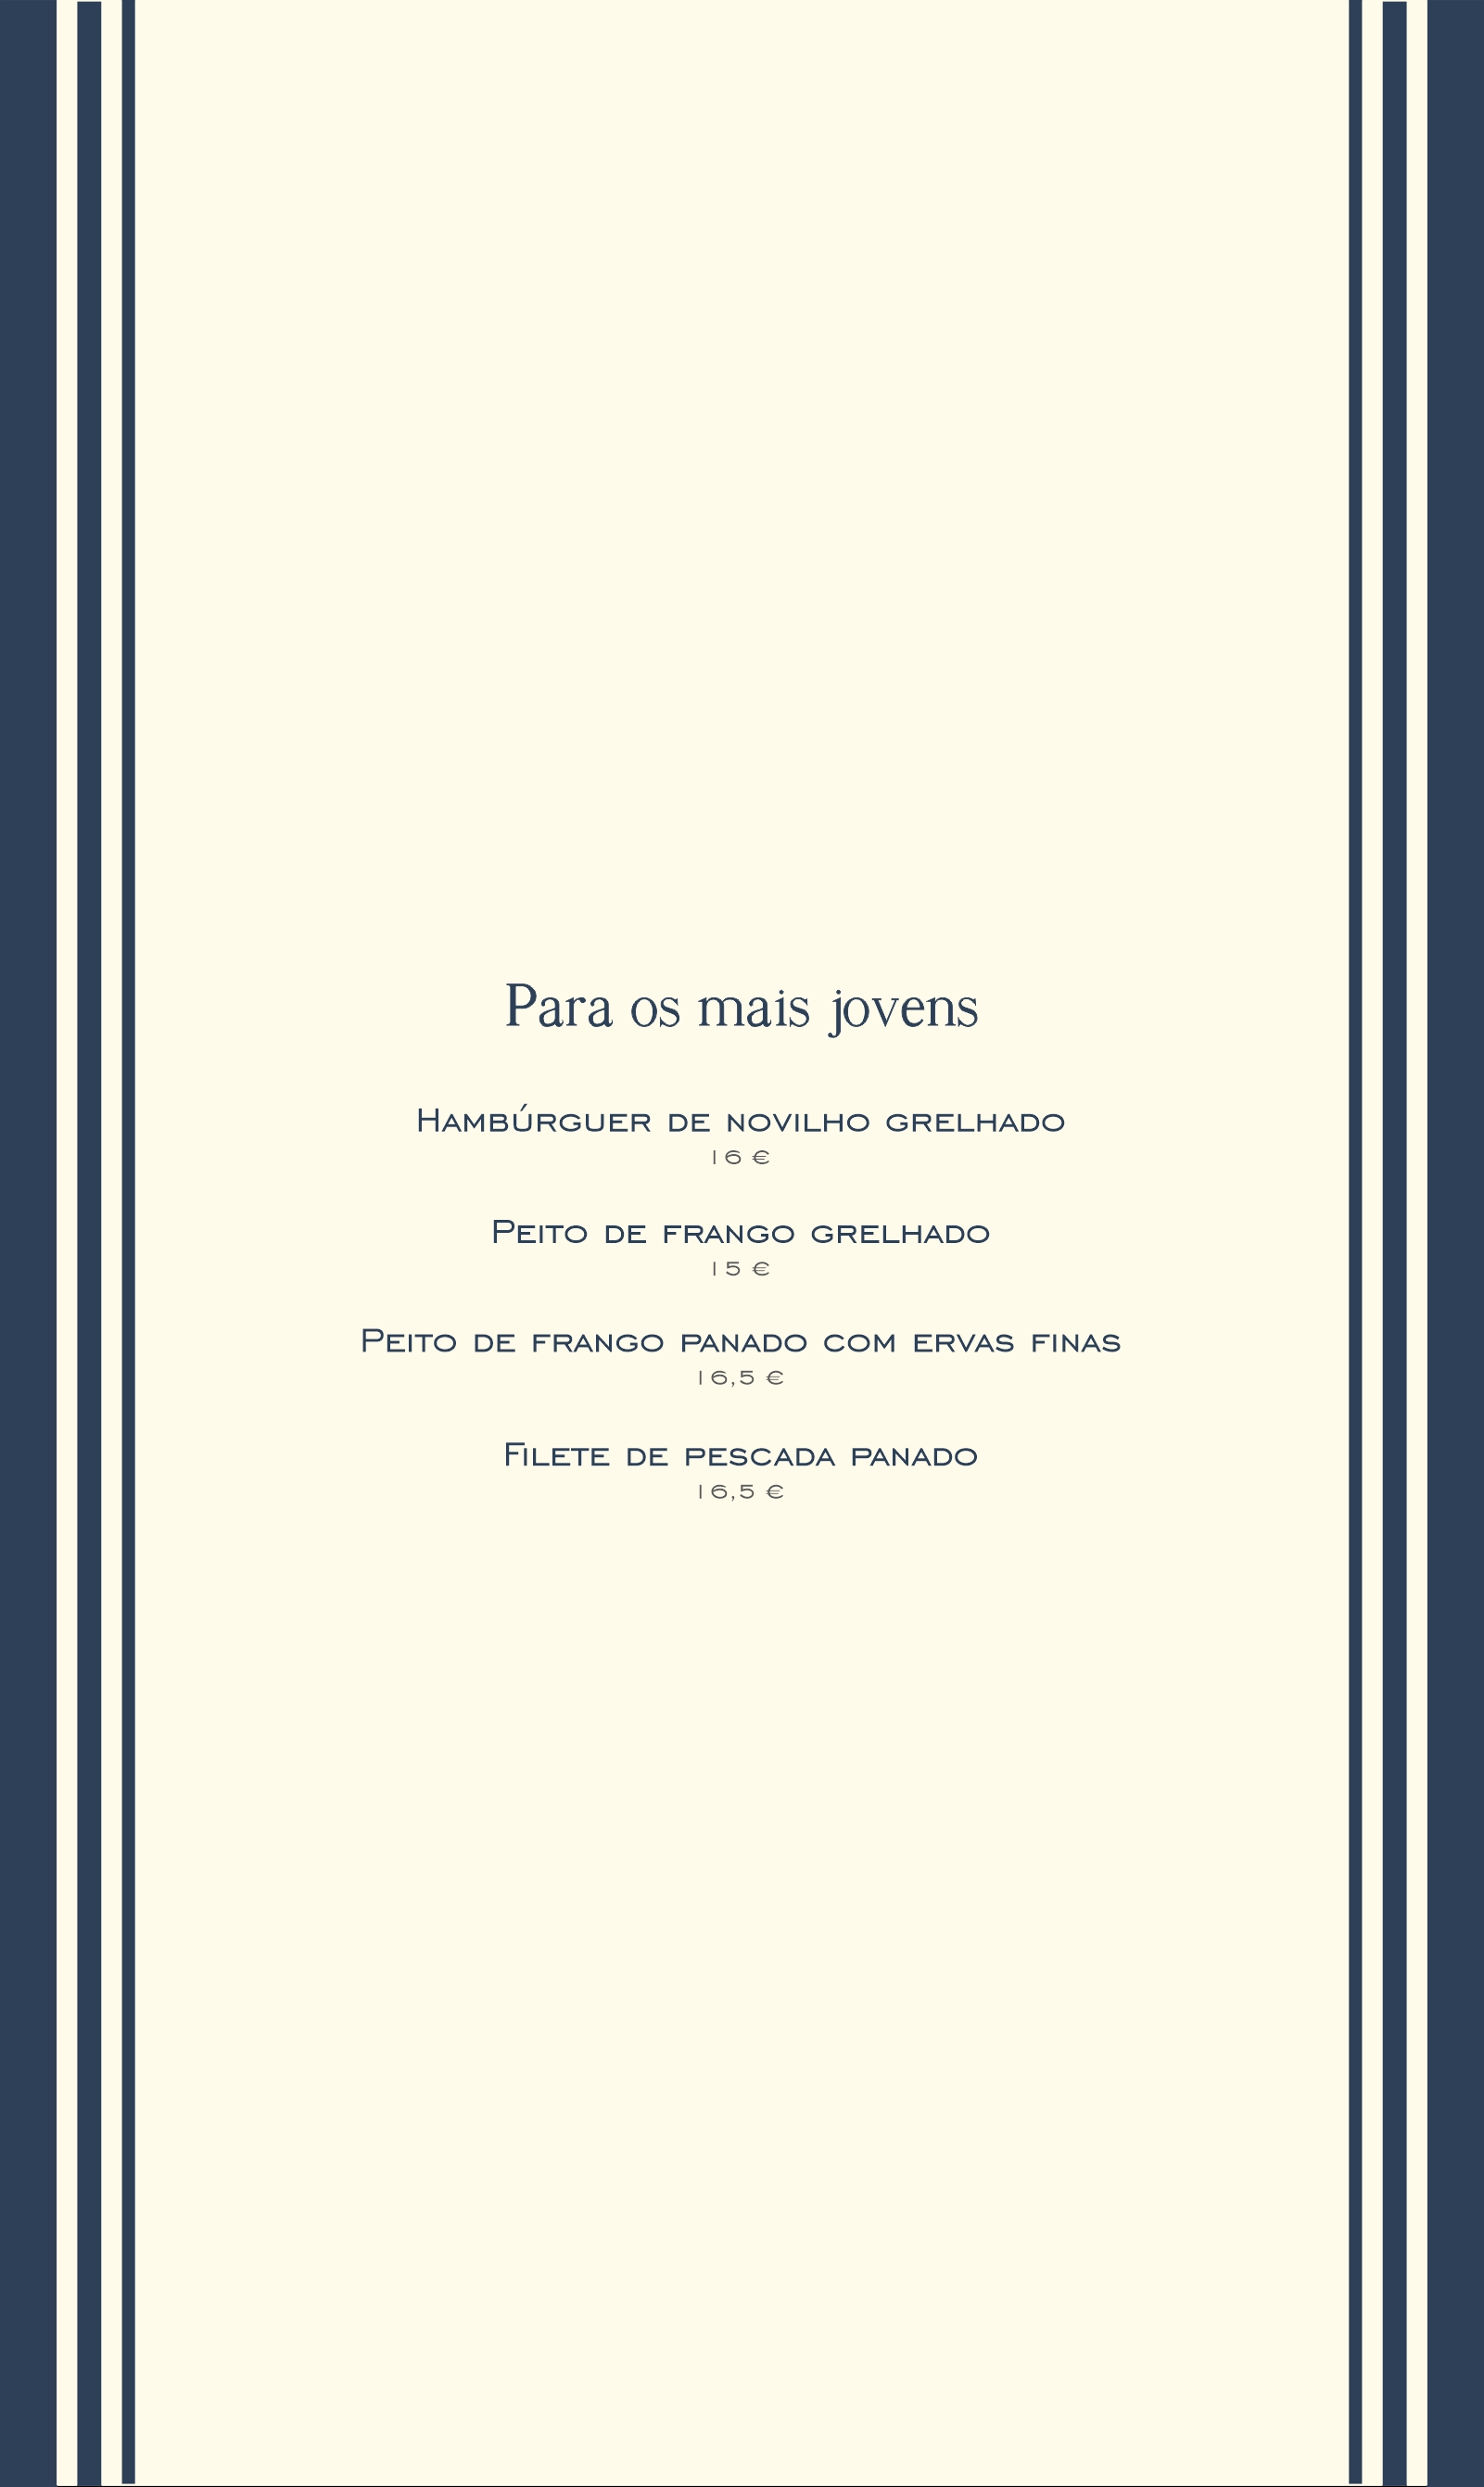 Para os mais jovens
Hambúrguer de novilho grelhado
16 €
Peito de frango grelhado
15 €
Peito de frango panado com ervas finas
16,5 €
Filete de pescada panado
16,5 €